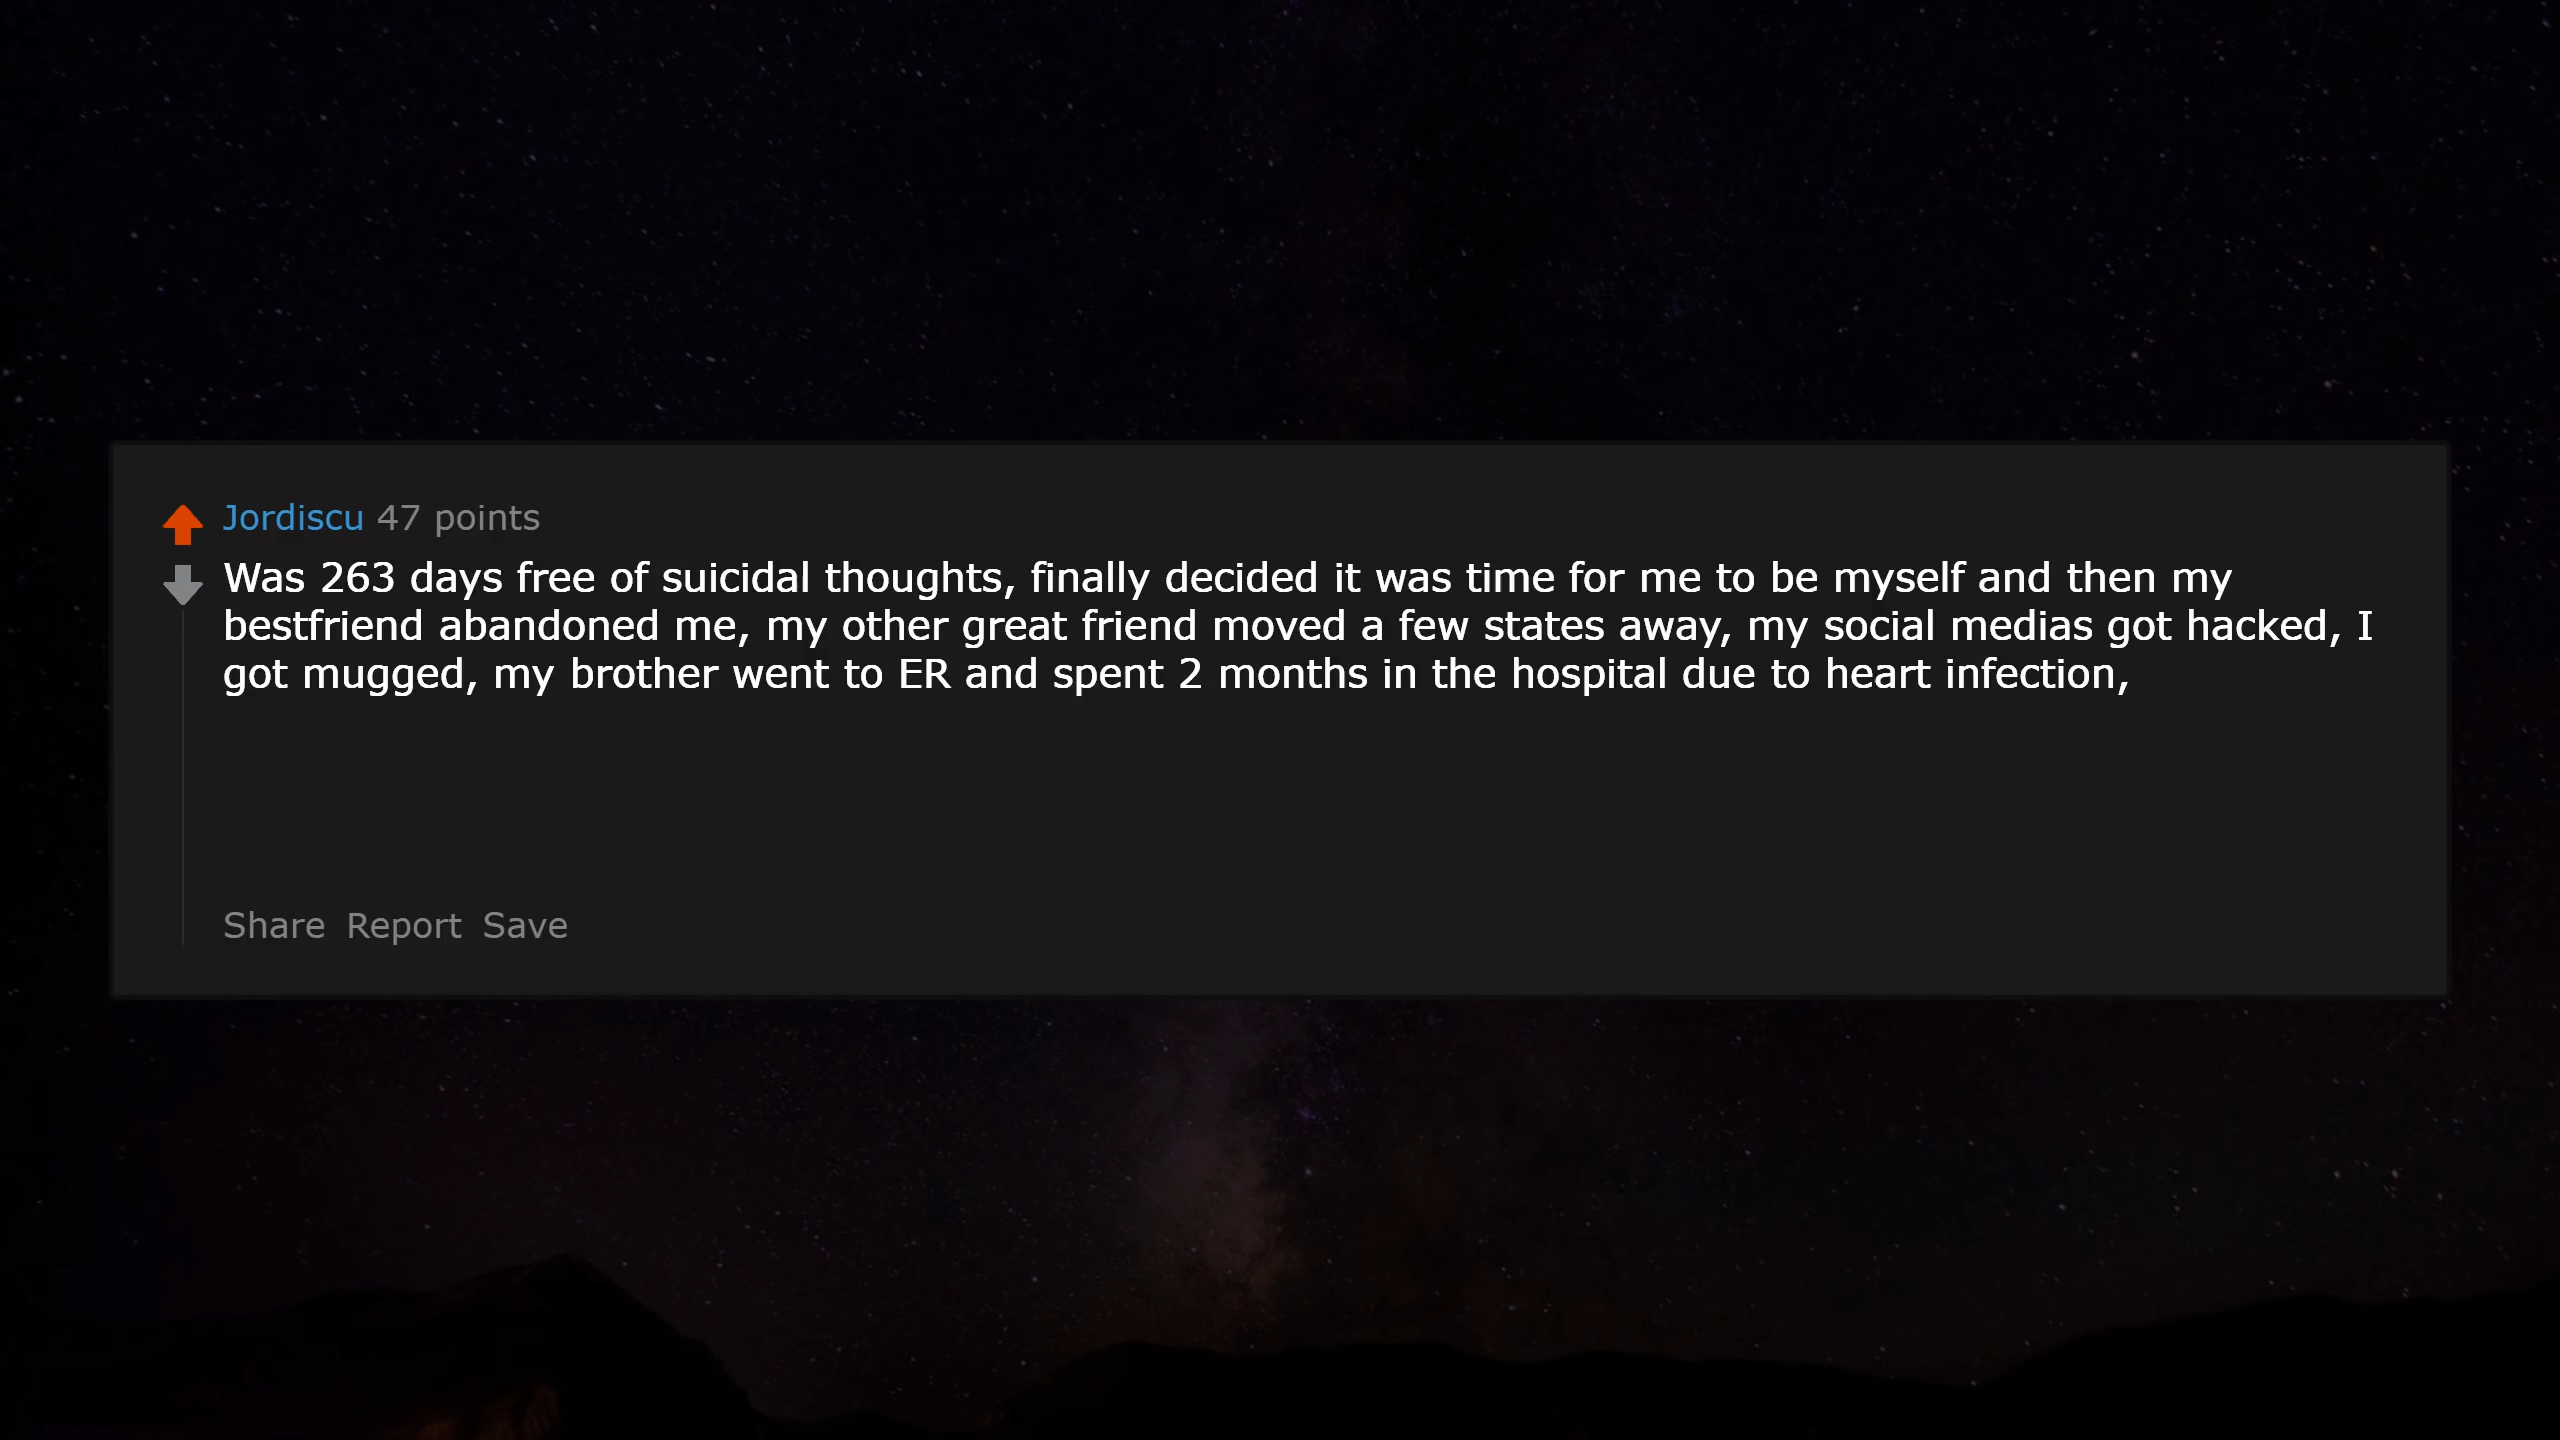 Jordiscu 47 points
Was 263 days free of suicidal thoughts, finally decided it was time for me to be myself and then my
bestfriend abandoned me, my other great friend moved a few states away, my social medias got hacked, I
got mugged, my brother went to ER and spent 2 months in the hospital due to heart infection,
Share Report Save